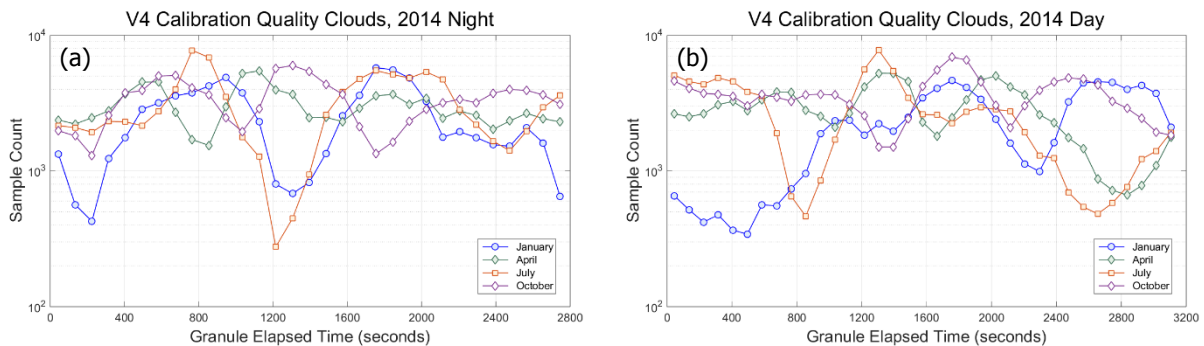 V4 Calibration Quality Clouds, 2014 Night
(a)
Sample Count
10^4
10^3
10^2
0 400 800 1200 1600 2000 2400 2800
Granule Elapsed Time (seconds)
January
April
July
October
V4 Calibration Quality Clouds, 2014 Day
(b)
Sample Count
10^4
10^3
10^2
0 400 800 1200 1600 2000 2400 2800 3200
Granule Elapsed Time (seconds)
January
April
July
October